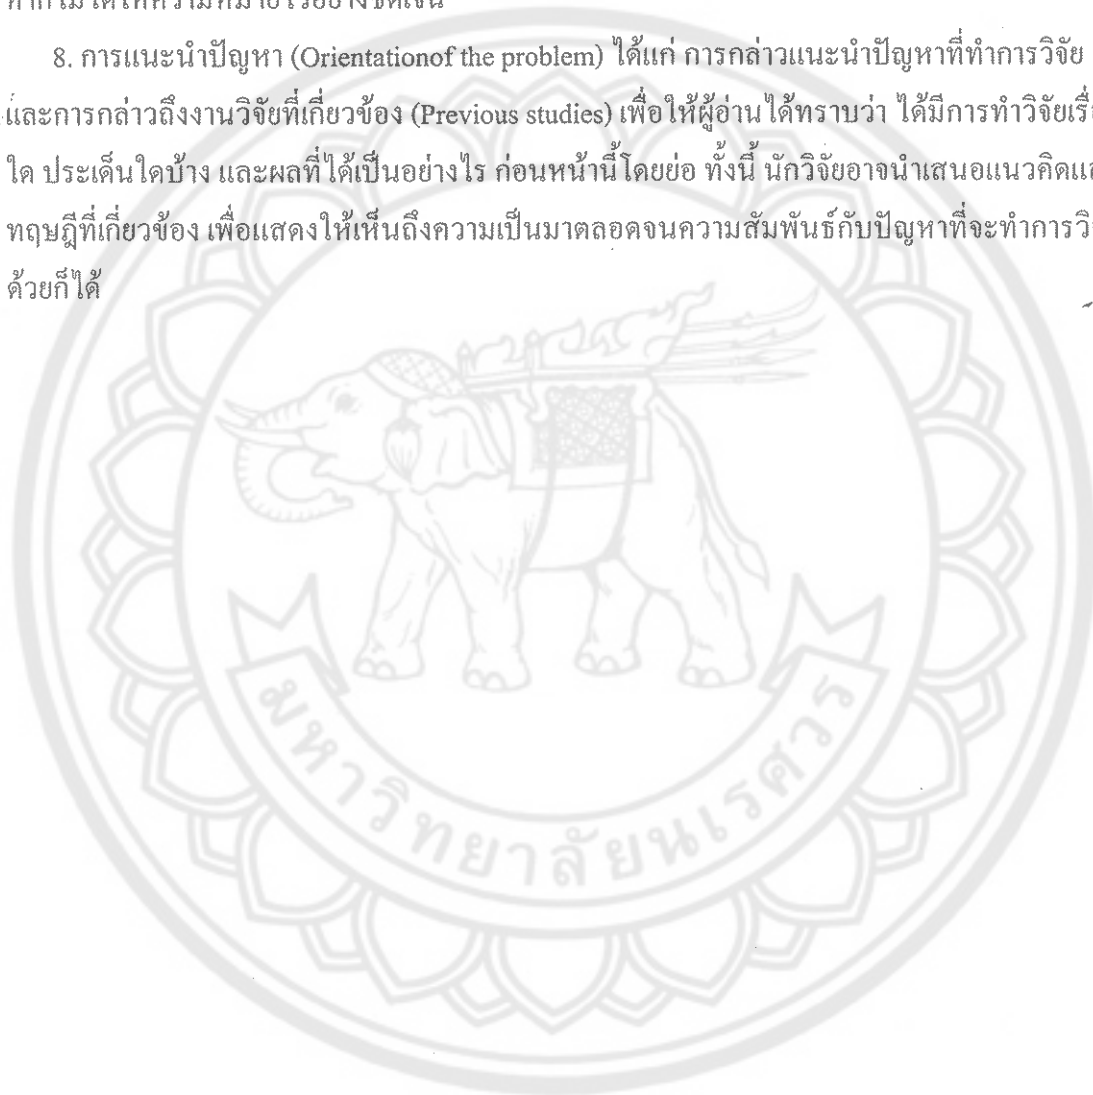 8. การแนะนำปัญหา (Orientationof the problem) ได้แก่ การกล่าวแนะนำปัญหาที่ทำการวิจัย
และการกล่าวถึงงานวิจัยที่เกี่ยวข้อง (Previous studies) เพื่อให้ผู้อ่านได้ทราบว่า ได้มีการทำวิจัยเรื่อ
ใด ประเด็นใดบ้าง และผลที่ได้เป็นอย่างไร ก่อนหน้านี้โดยย่อ ทั้งนี้ นักวิจัยอาจนำเสนอแนวคิดแล
ทฤษฎีที่เกี่ยวข้อง เพื่อแสดงให้เห็นถึงความเป็นมาตลอดจนความสัมพันธ์กับปัญหาที่จะทำการวิ
ด้วยก็ได้
มหาวิทยาลัยนเรศวร